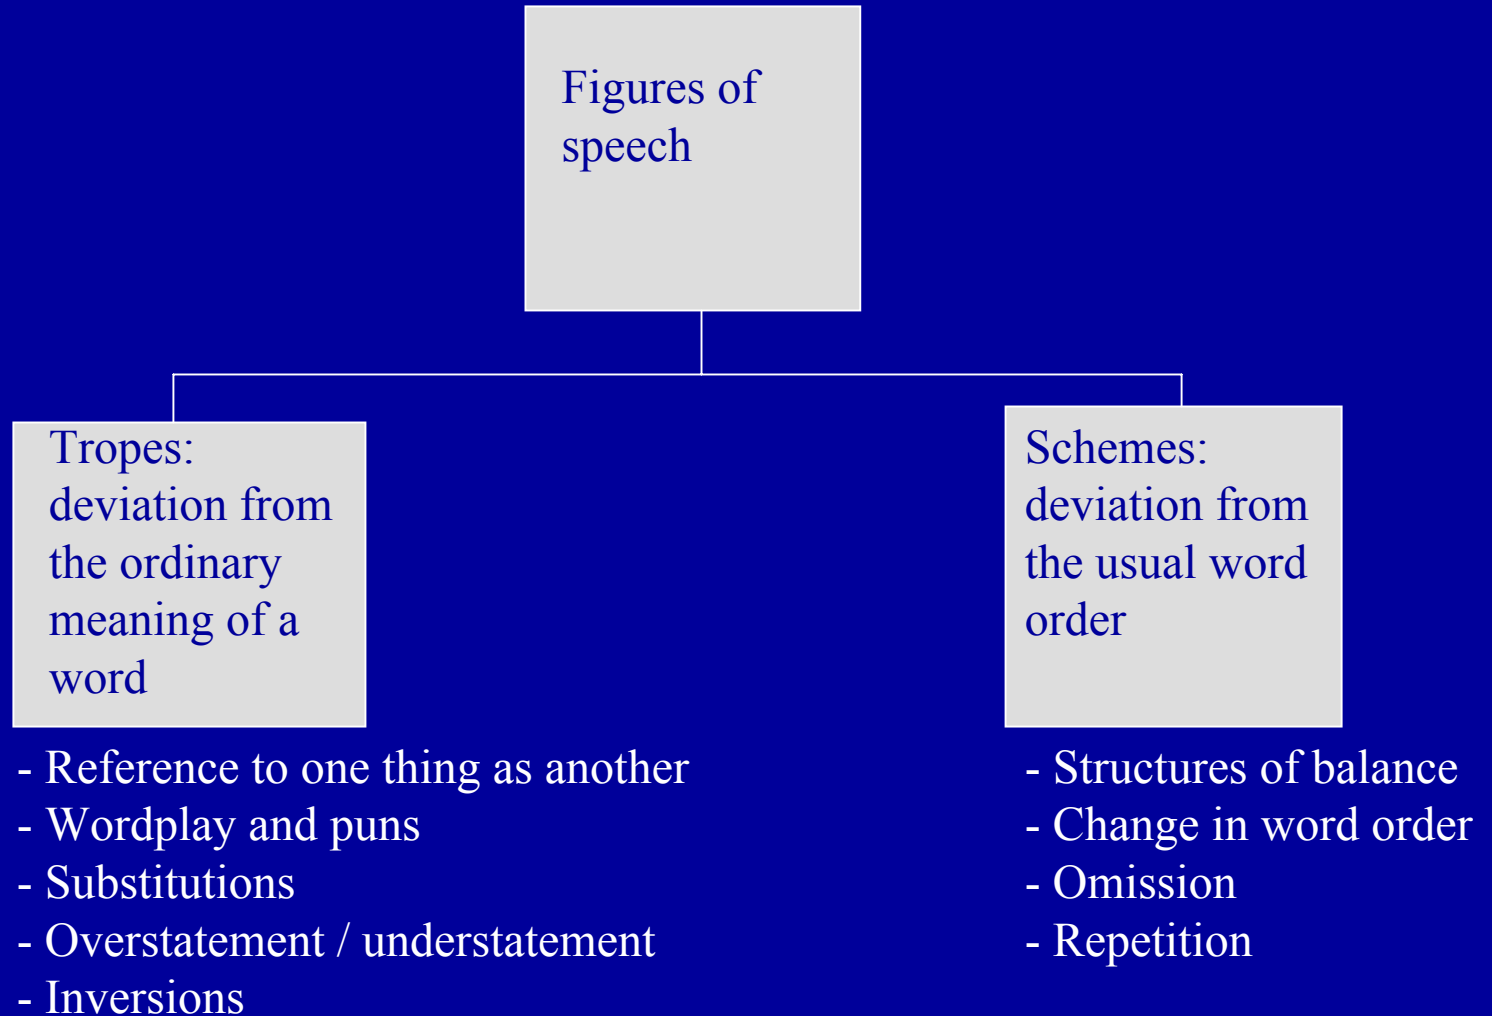 Figures of
speech
Tropes:
deviation from
the ordinary
meaning of a
word
- Reference to one thing as another
- Wordplay and puns
- Substitutions
- Overstatement / understatement
- Inversions
Schemes:
deviation from
the usual word
order
- Structures of balance
- Change in word order
- Omission
- Repetition